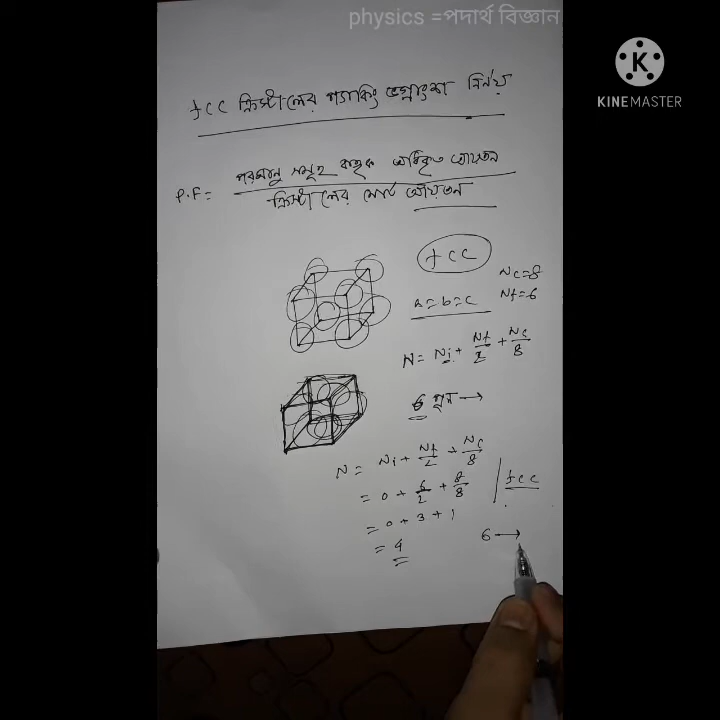 physics =পদার্থ বিজ্ঞান
K
KINEMASTER
fcc ক্রিস্টালের প্যাকিং ভগ্নাংশ নির্ণয়
P.F = পরমানু সমূহ কর্তৃক অধিকৃত আয়তন
ক্রিস্টালের মোট আয়তন
fcc
Nc=8
a=b=c
Nf=6
N= Ni + Nf/2 + Nc/8
6
N= Ni + Nf/2 + Nc/8
= 0 + 6/2 + 8/8
fcc
= 0 + 3 + 1
= 4
6 →